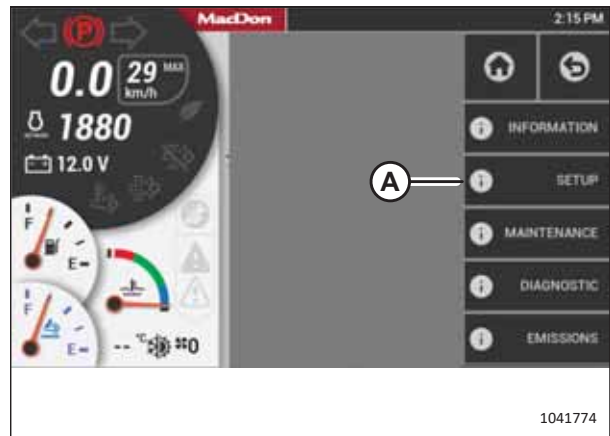 MacDon
2:15 PM
P
0.0 29 MAX
km/h
1880
12.0 V
INFORMATION
A SETUP
MAINTENANCE
DIAGNOSTIC
EMISSIONS
F
E
F
E
-- °C 0
1041774